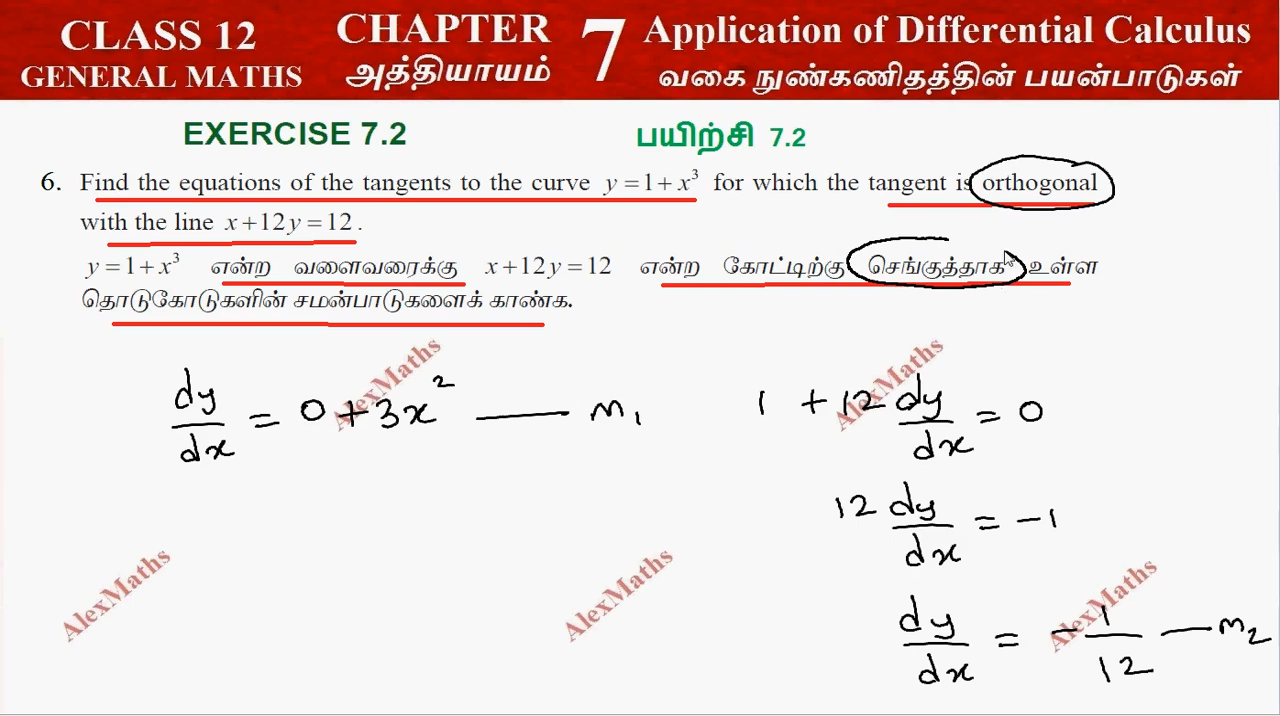 CLASS 12
GENERAL MATHS
CHAPTER
அத்தியாயம்
7
Application of Differential Calculus
வகை நுண்கணிதத்தின் பயன்பாடுகள்
EXERCISE 7.2
பயிற்சி 7.2
6. Find the equations of the tangents to the curve y = 1 + x³ for which the tangent is orthogonal
with the line x + 12y = 12 .
y = 1 + x³ என்ற வளைவரைக்கு x + 12y = 12 என்ற கோட்டிற்கு செங்குத்தாக உள்ள
தொடுகோடுகளின் சமன்பாடுகளைக் காண்க.
dy/dx = 0 + 3x² — m₁
1 + 12 dy/dx = 0
12 dy/dx = -1
dy/dx = -1/12 — m₂
AlexMaths
AlexMaths
AlexMaths
AlexMaths
AlexMaths